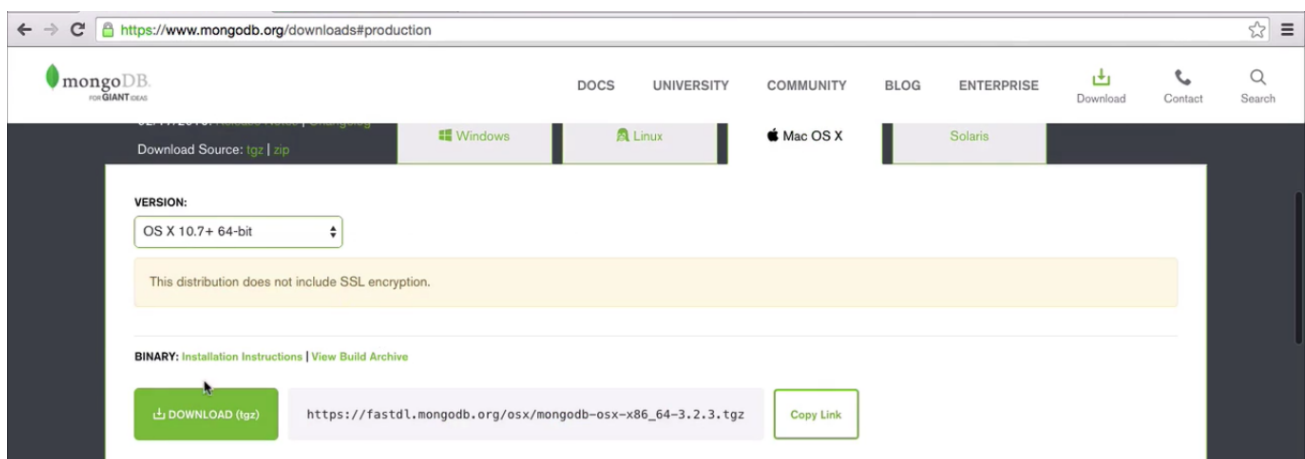 https://www.mongodb.org/downloads#production
mongoDB.
FOR GIANT IDEAS
DOCS UNIVERSITY COMMUNITY BLOG ENTERPRISE Download Contact Search
Windows Linux Mac OS X Solaris
Download Source: tgz | zip
VERSION:
OS X 10.7+ 64-bit
This distribution does not include SSL encryption.
BINARY: Installation Instructions | View Build Archive
DOWNLOAD (tgz) https://fastdl.mongodb.org/osx/mongodb-osx-x86_64-3.2.3.tgz Copy Link